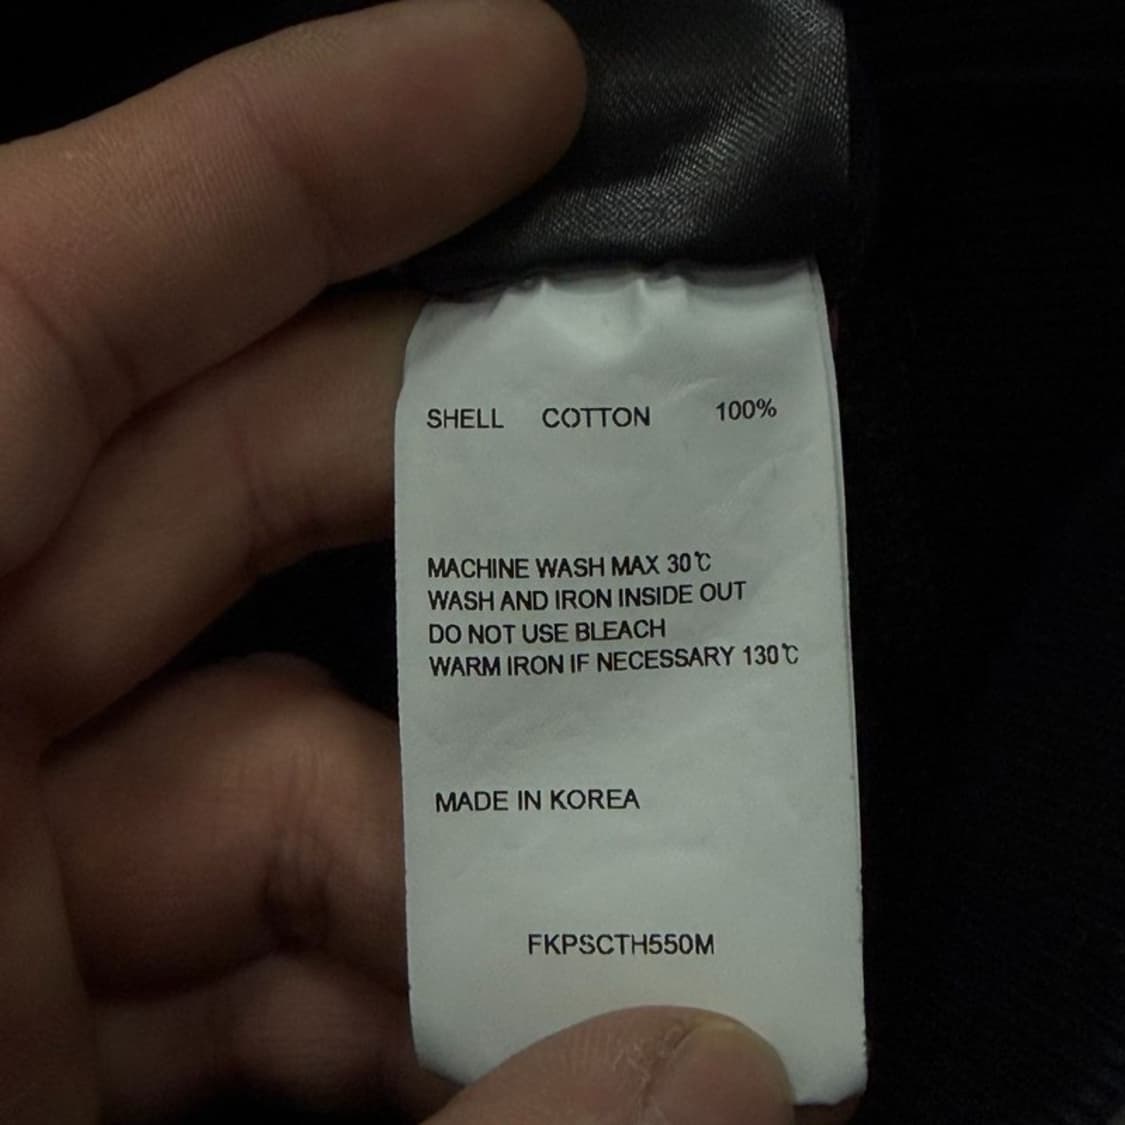 SHELL COTTON 100%
MACHINE WASH MAX 30℃
WASH AND IRON INSIDE OUT
DO NOT USE BLEACH
WARM IRON IF NECESSARY 130℃
MADE IN KOREA
FKPSCTH550M